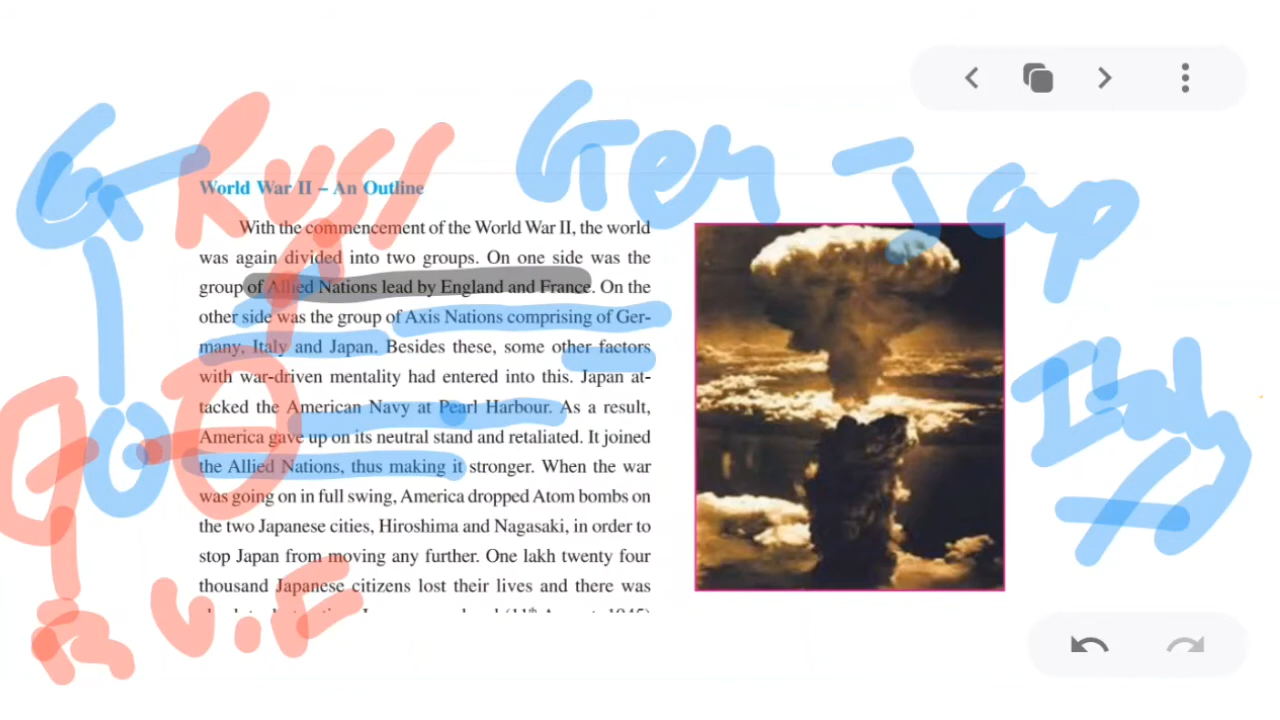 Russ Ger Jap
World War II – An Outline
With the commencement of the World War II, the world
was again divided into two groups. On one side was the
group of Allied Nations lead by England and France. On the
other side was the group of Axis Nations comprising of Ger-
many, Italy and Japan. Besides these, some other factors
with war-driven mentality had entered into this. Japan at-
tacked the American Navy at Pearl Harbour. As a result,
America gave up on its neutral stand and retaliated. It joined
the Allied Nations, thus making it stronger. When the war
was going on in full swing, America dropped Atom bombs on
the two Japanese cities, Hiroshima and Nagasaki, in order to
stop Japan from moving any further. One lakh twenty four
thousand Japanese citizens lost their lives and there was